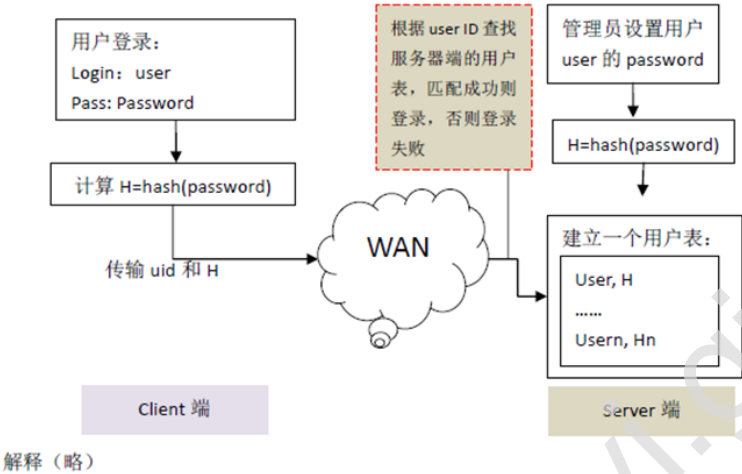 用户登录:
Login: user
Pass: Password
计算 H=hash(password)
传输 uid 和 H
根据 user ID 查找
服务器端的用户
表，匹配成功则
登录，否则登录
失败
WAN
管理员设置用户
user 的 password
H=hash(password)
建立一个用户表:
User, H
......
Usern, Hn
Client 端
Server 端
解释（略）